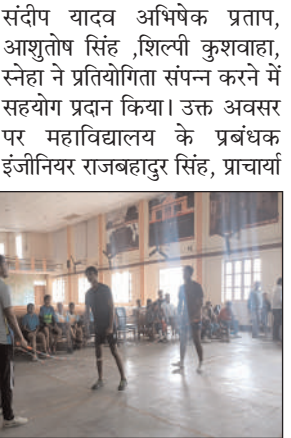 संदीप यादव अभिषेक प्रताप,
आशुतोष सिंह ,शिल्पी कुशवाहा,
स्नेहा ने प्रतियोगिता संपन्न करने में
सहयोग प्रदान किया। उक्त अवसर
पर महाविद्यालय के प्रबंधक
इंजीनियर राजबहादुर सिंह, प्राचार्या